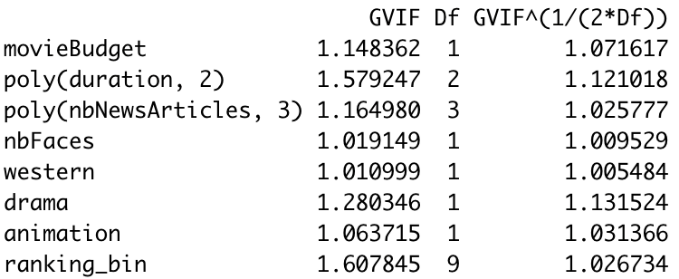 GVIF Df GVIF^(1/(2*Df))
movieBudget 1.148362 1 1.071617
poly(duration, 2) 1.579247 2 1.121018
poly(nbNewsArticles, 3) 1.164980 3 1.025777
nbFaces 1.019149 1 1.009529
western 1.010999 1 1.005484
drama 1.280346 1 1.131524
animation 1.063715 1 1.031366
ranking_bin 1.607845 9 1.026734